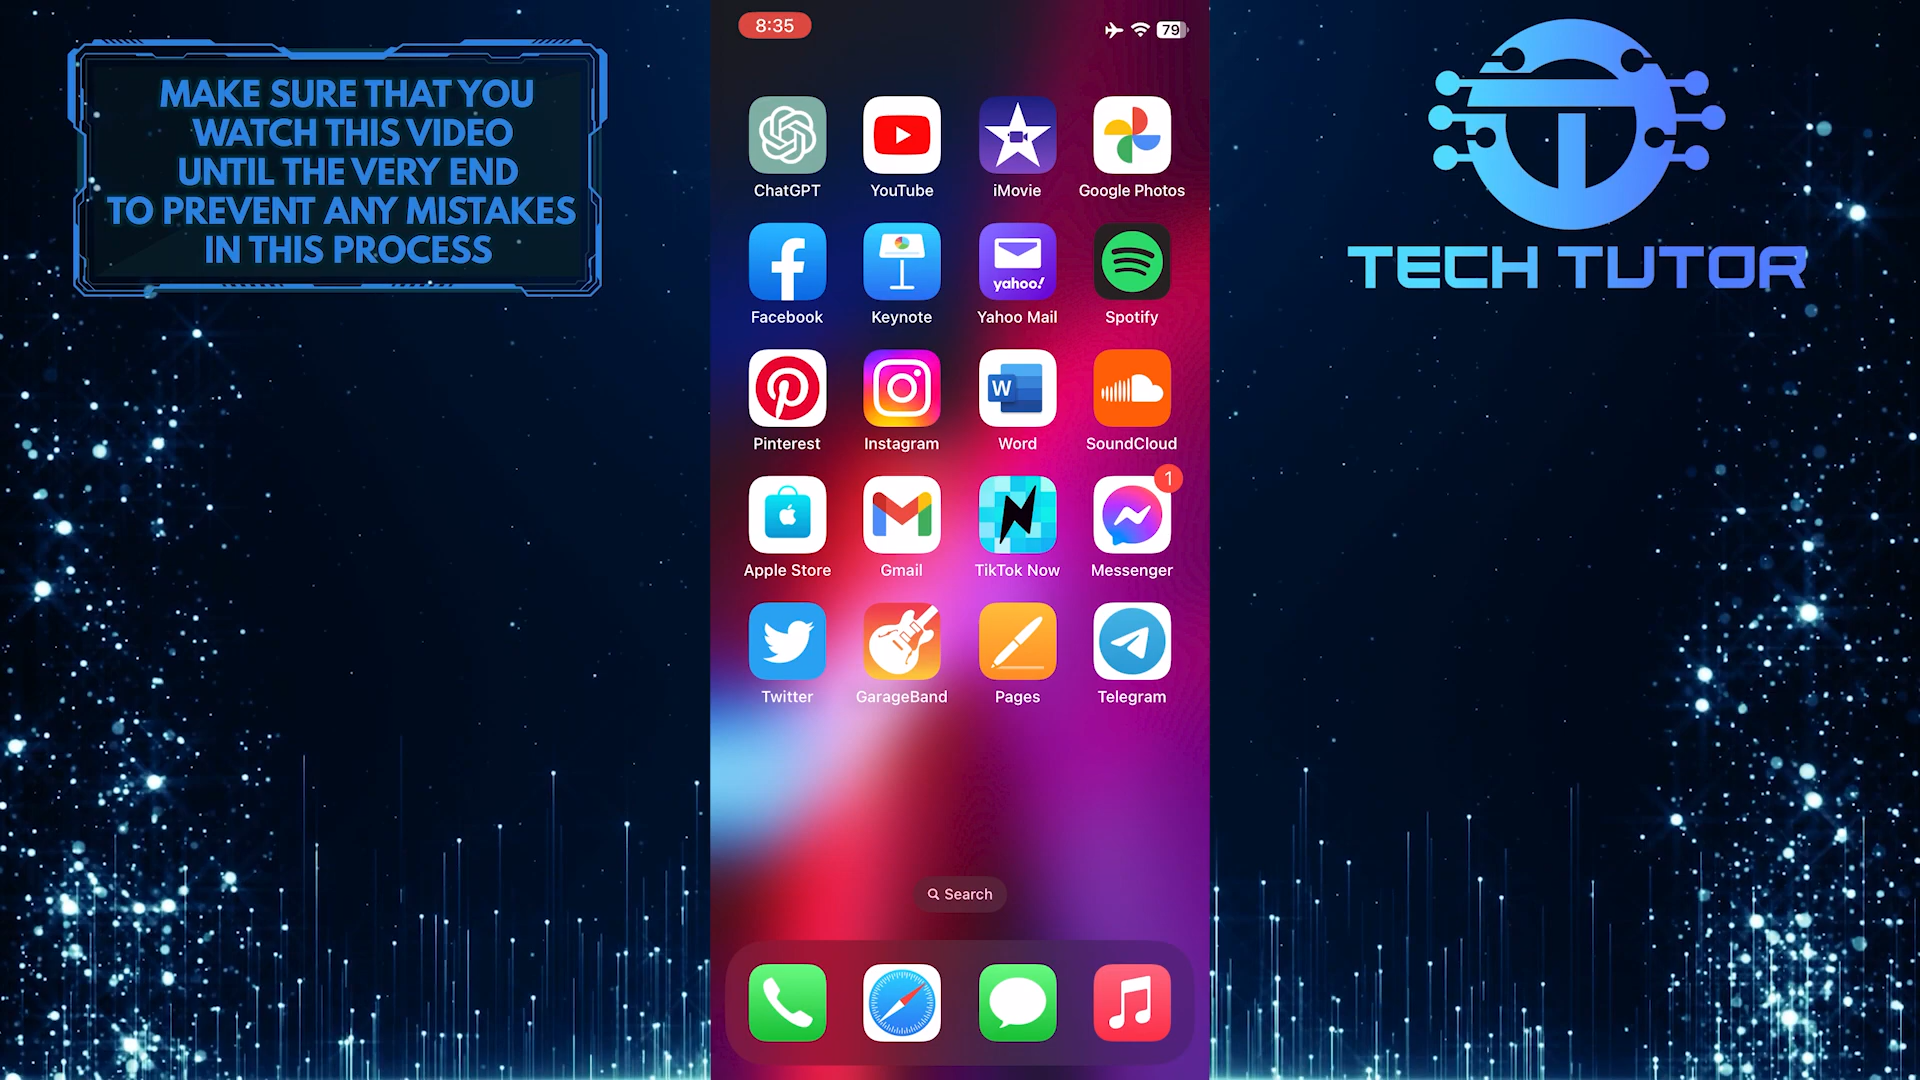 MAKE SURE THAT YOU
WATCH THIS VIDEO
UNTIL THE VERY END
TO PREVENT ANY MISTAKES
IN THIS PROCESS
8:35
79
ChatGPT
YouTube
iMovie
Google Photos
Facebook
Keynote
yahoo!
Yahoo Mail
Spotify
Pinterest
Instagram
W
Word
SoundCloud
1
Apple Store
Gmail
TikTok Now
Messenger
Twitter
GarageBand
Pages
Telegram
Search
TECH TUTOR